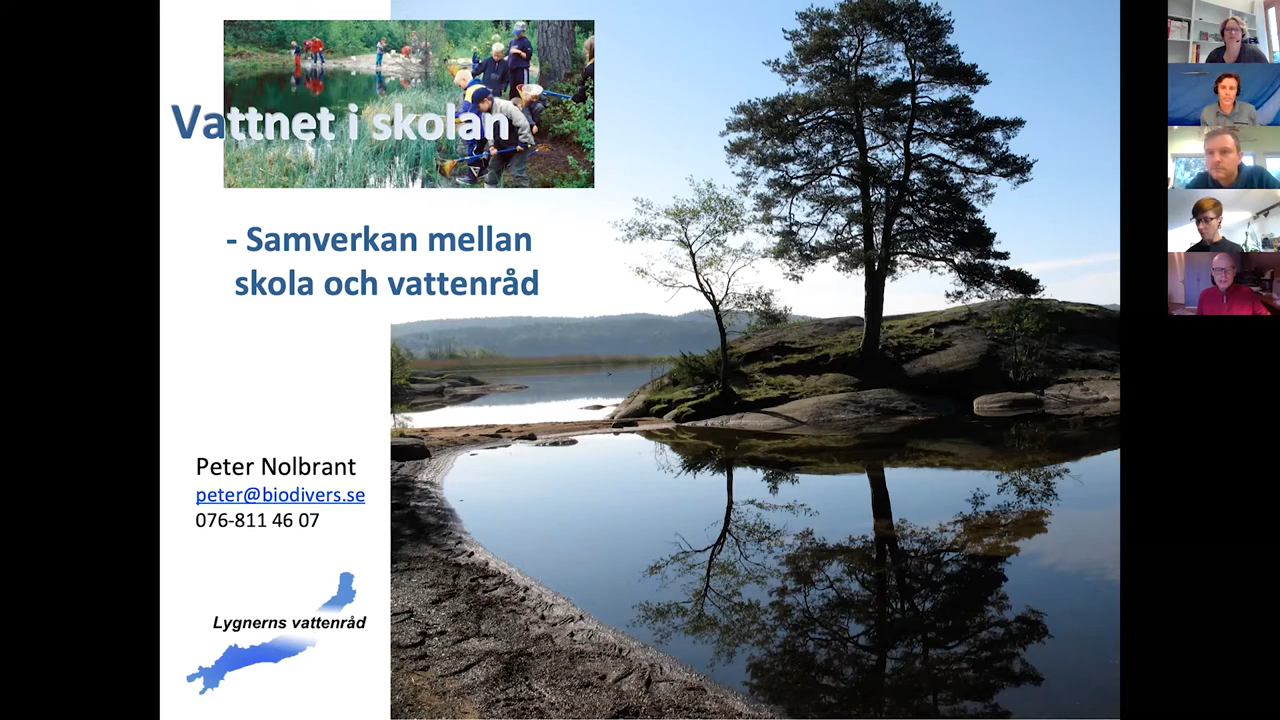 Vattnet i skolan
- Samverkan mellan
skola och vattenråd
Peter Nolbrant
peter@biodivers.se
076-811 46 07
Lygnerns vattenråd